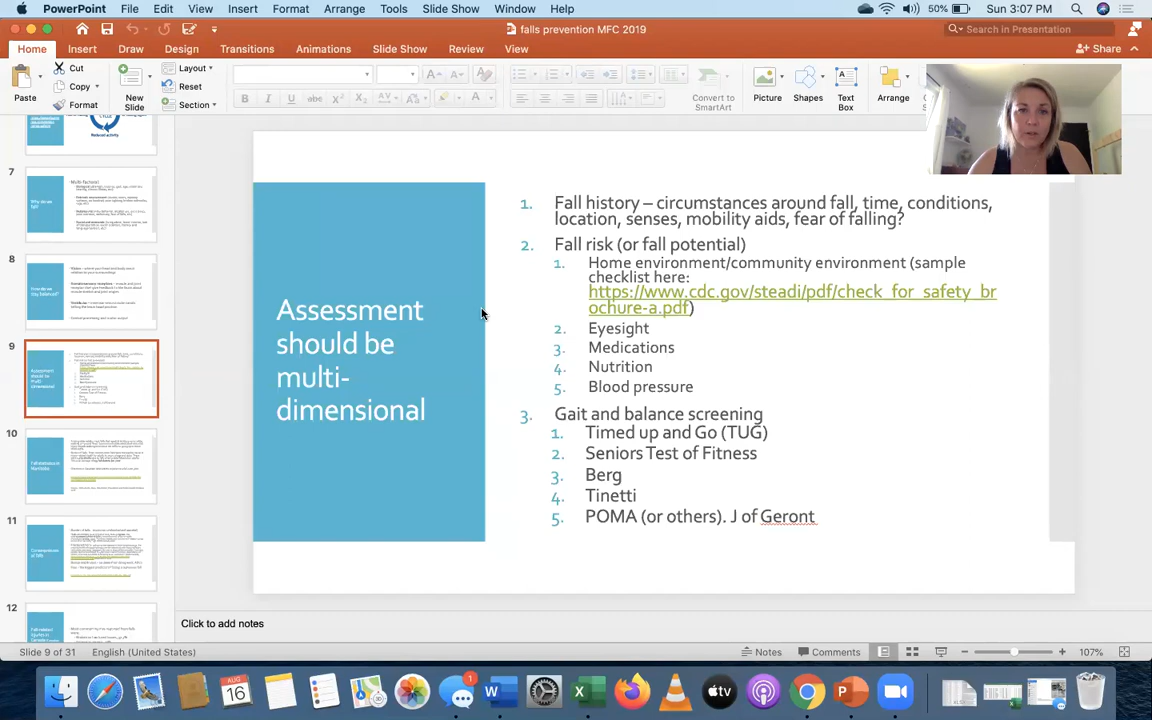 PowerPoint File Edit View Insert Format Arrange Tools Slide Show Window Help 50% Sun 3:07 PM
falls prevention MFC 2019
Search in Presentation
Home Insert Draw Design Transitions Animations Slide Show Review View Share
Paste
Cut
Copy
Format
New Slide
Layout
Reset
Section
Convert to SmartArt
Picture
Shapes
Text Box
Arrange
7
8
9
10
11
12
Assessment
should be
multi-
dimensional
1. Fall history – circumstances around fall, time, conditions,
location, senses, mobility aids, fear of falling?
2. Fall risk (or fall potential)
1. Home environment/community environment (sample
checklist here:
https://www.cdc.gov/steadi/pdf/check_for_safety_br
ochure-a.pdf)
2. Eyesight
3. Medications
4. Nutrition
5. Blood pressure
3. Gait and balance screening
1. Timed up and Go (TUG)
2. Seniors Test of Fitness
3. Berg
4. Tinetti
5. POMA (or others). J of Geront
Click to add notes
Slide 9 of 31 English (United States) Notes Comments 107%
AUG
16
1
tv